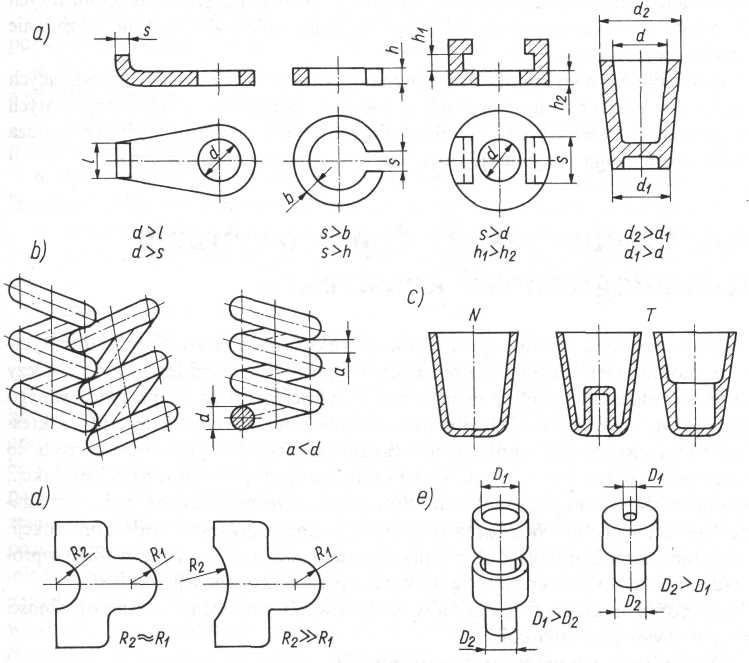 a)
s
h
h1
h2
d2
d
d1
l
d
b
s
d
s
d>l
d>s
s>b
s>h
s>d
h1>h2
d2>d1
d1>d
b)
a
d
a<d
c)
N
T
d)
R2
R1
R2≈R1
R2
R1
R2≫R1
e)
D1
D1>D2
D2
D1
D2>D1
D2